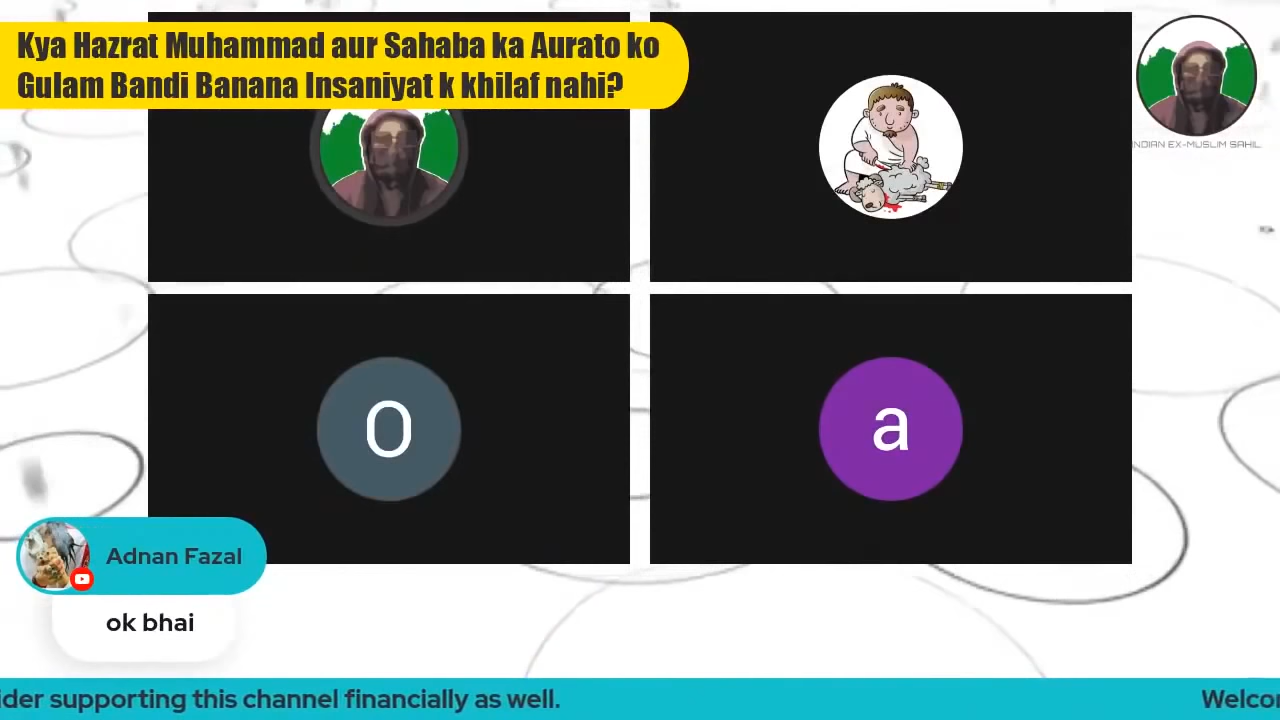 Kya Hazrat Muhammad aur Sahaba ka Aurato ko
Gulam Bandi Banana Insaniyat k khilaf nahi?
INDIAN EX-MUSLIM SAHIL
O
a
Adnan Fazal
ok bhai
ider supporting this channel financially as well.
Welco